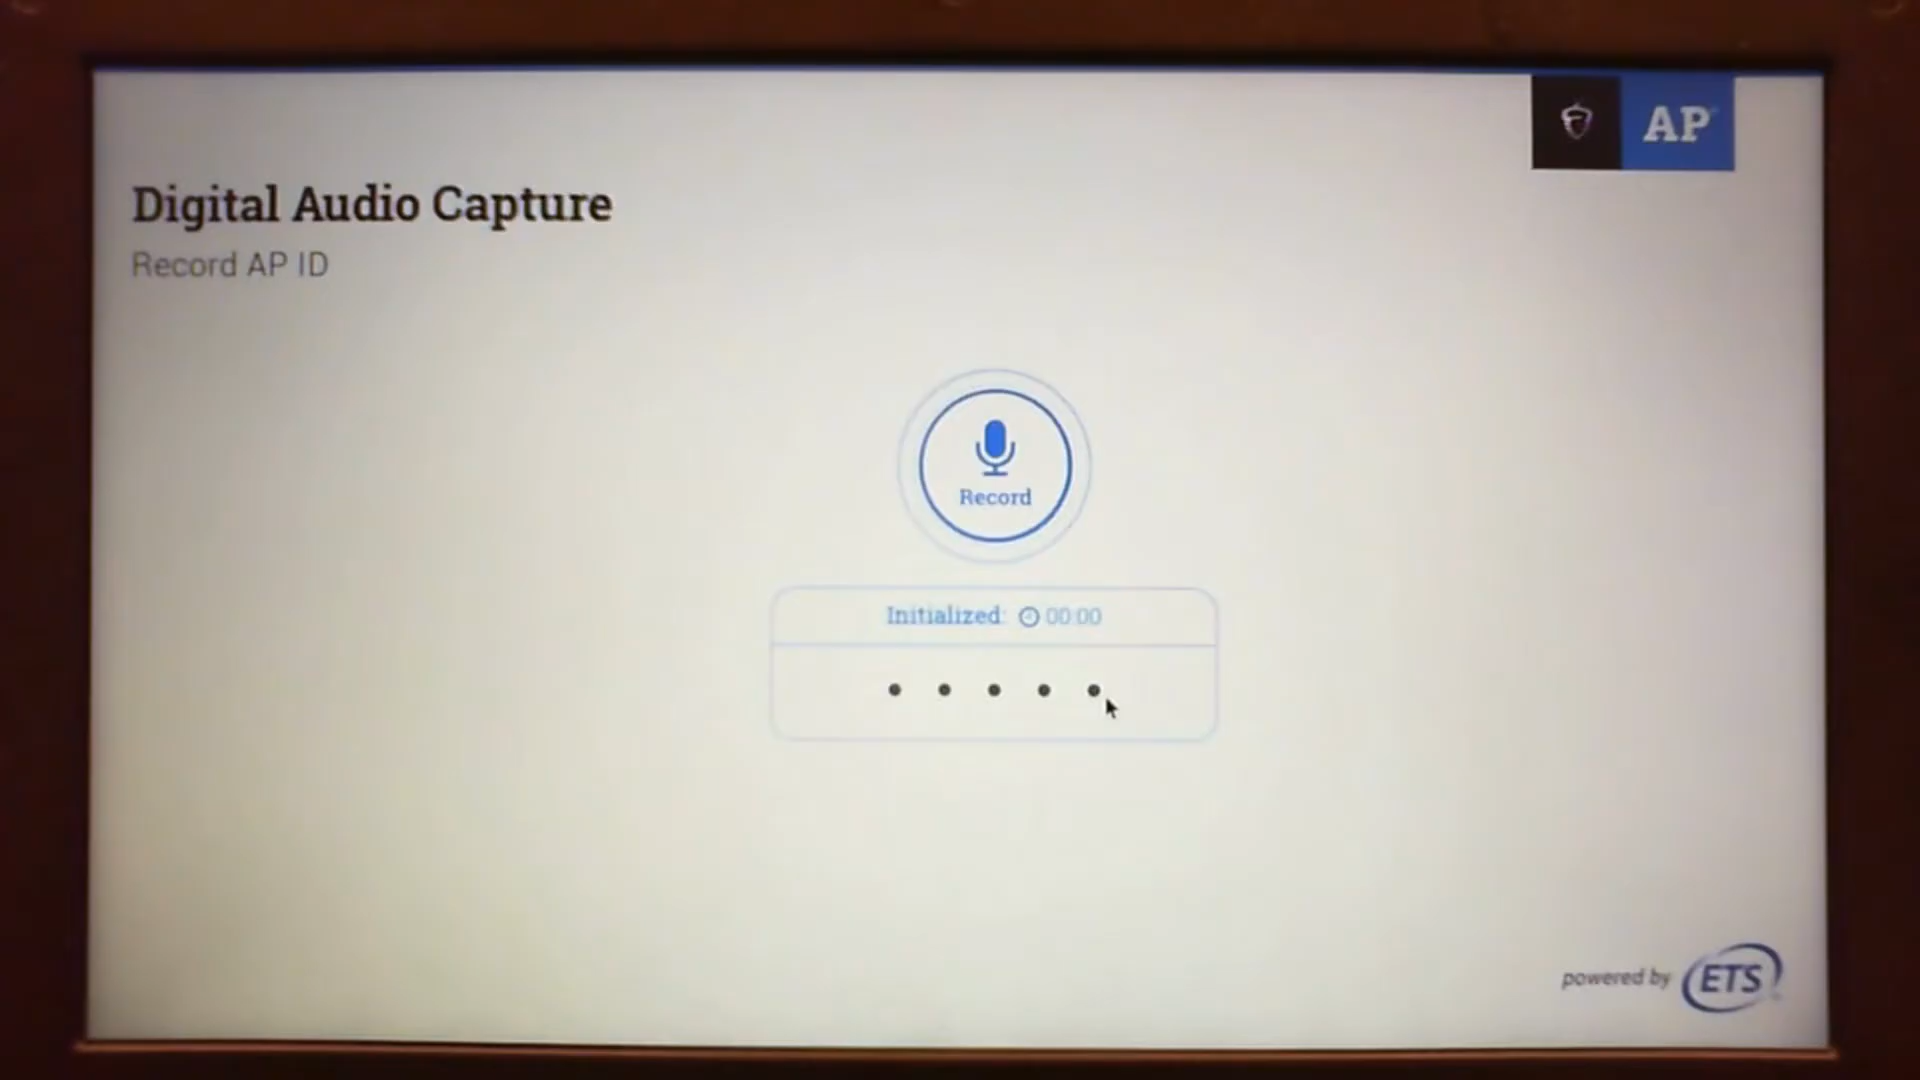 AP
Digital Audio Capture
Record AP ID
Record
Initialized: 00:00
powered by ETS